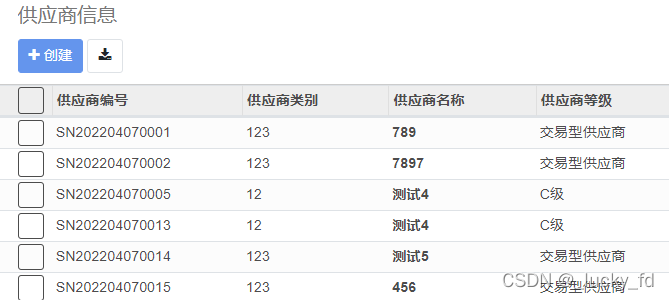 供应商信息
创建
供应商编号 供应商类别 供应商名称 供应商等级
SN202204070001 123 789 交易型供应商
SN202204070002 123 7897 交易型供应商
SN202204070005 12 测试4 C级
SN202204070013 12 测试4 C级
SN202204070014 123 测试5 交易型供应商
SN202204070015 123 456 交易型供应商
CSDN @_lucky_fd